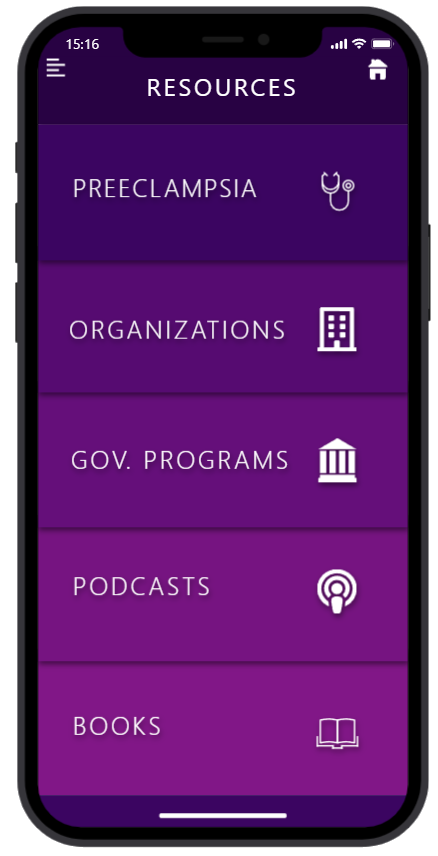 15:16
RESOURCES
PREECLAMPSIA
ORGANIZATIONS
GOV. PROGRAMS
PODCASTS
BOOKS